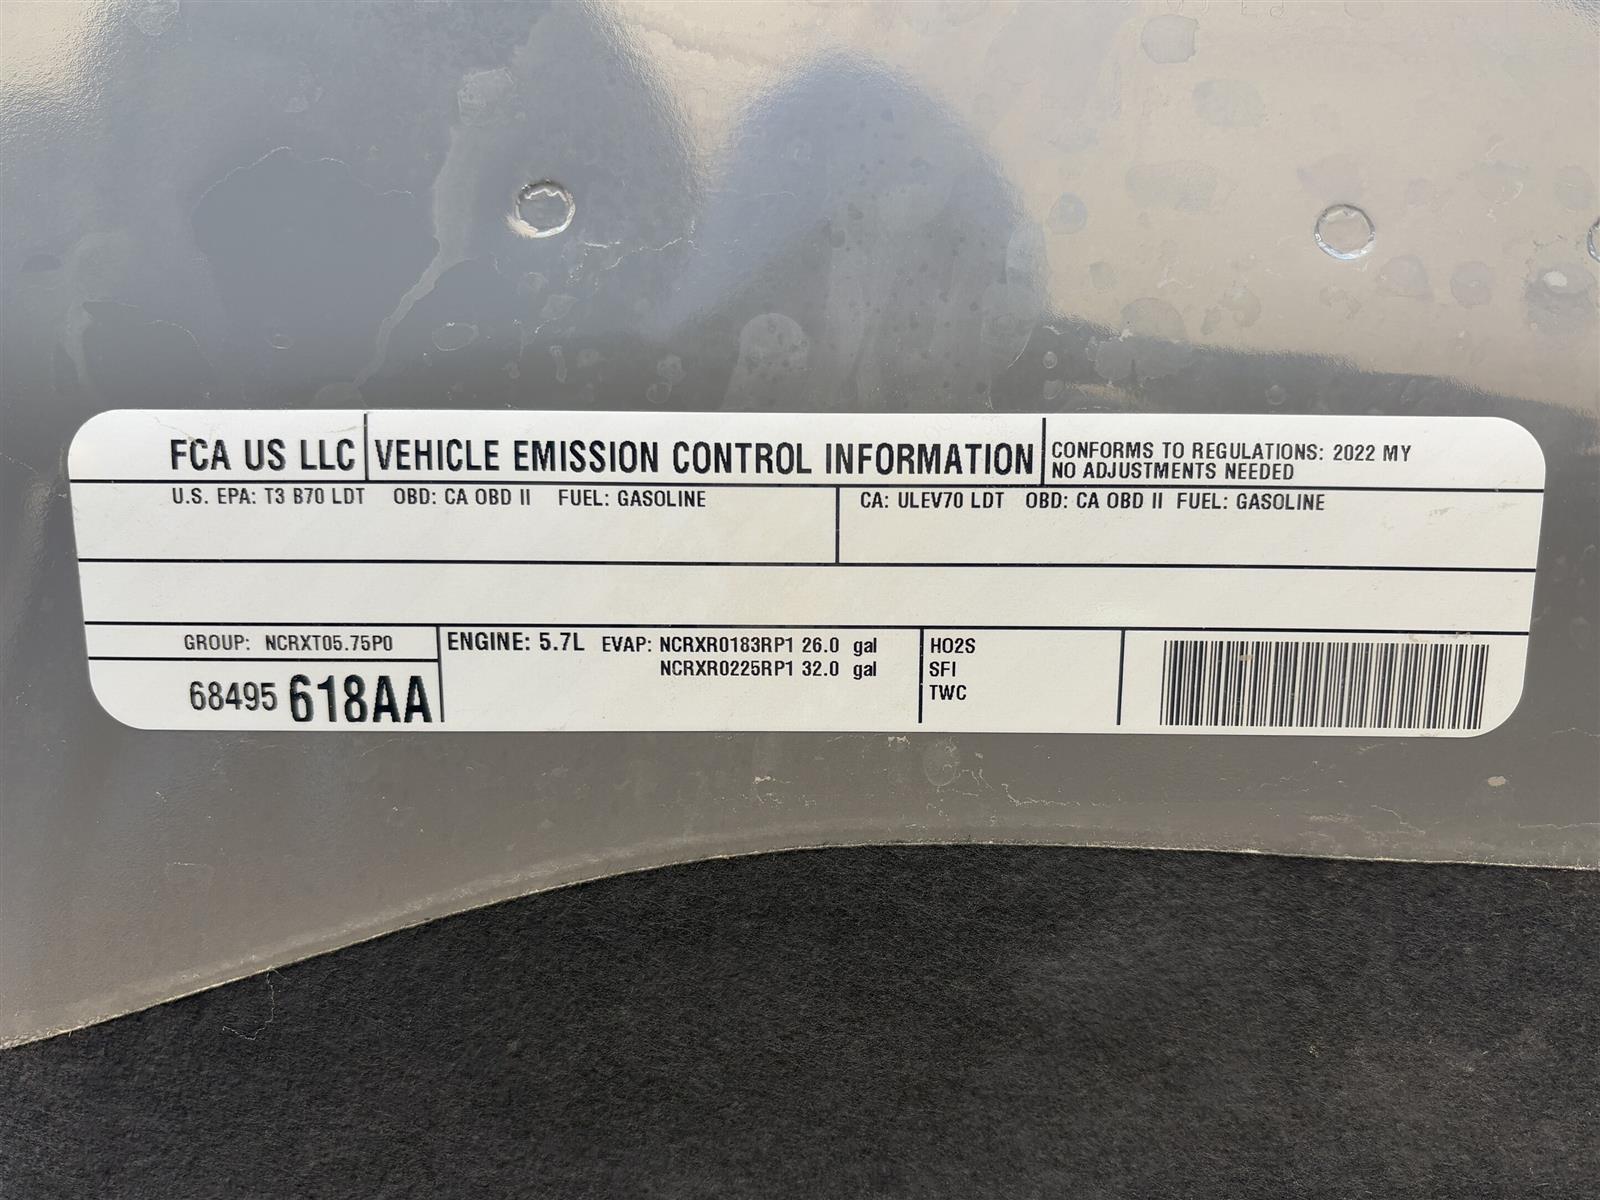 FCA US LLC
VEHICLE EMISSION CONTROL INFORMATION
CONFORMS TO REGULATIONS: 2022 MY
NO ADJUSTMENTS NEEDED
U.S. EPA: T3 B70 LDT OBD: CA OBD II FUEL: GASOLINE
CA: ULEV70 LDT OBD: CA OBD II FUEL: GASOLINE
GROUP: NCRXT05.75P0
68495 618AA
ENGINE: 5.7L EVAP: NCRXR0183RP1 26.0 gal
NCRXR0225RP1 32.0 gal
HO2S
SFI
TWC